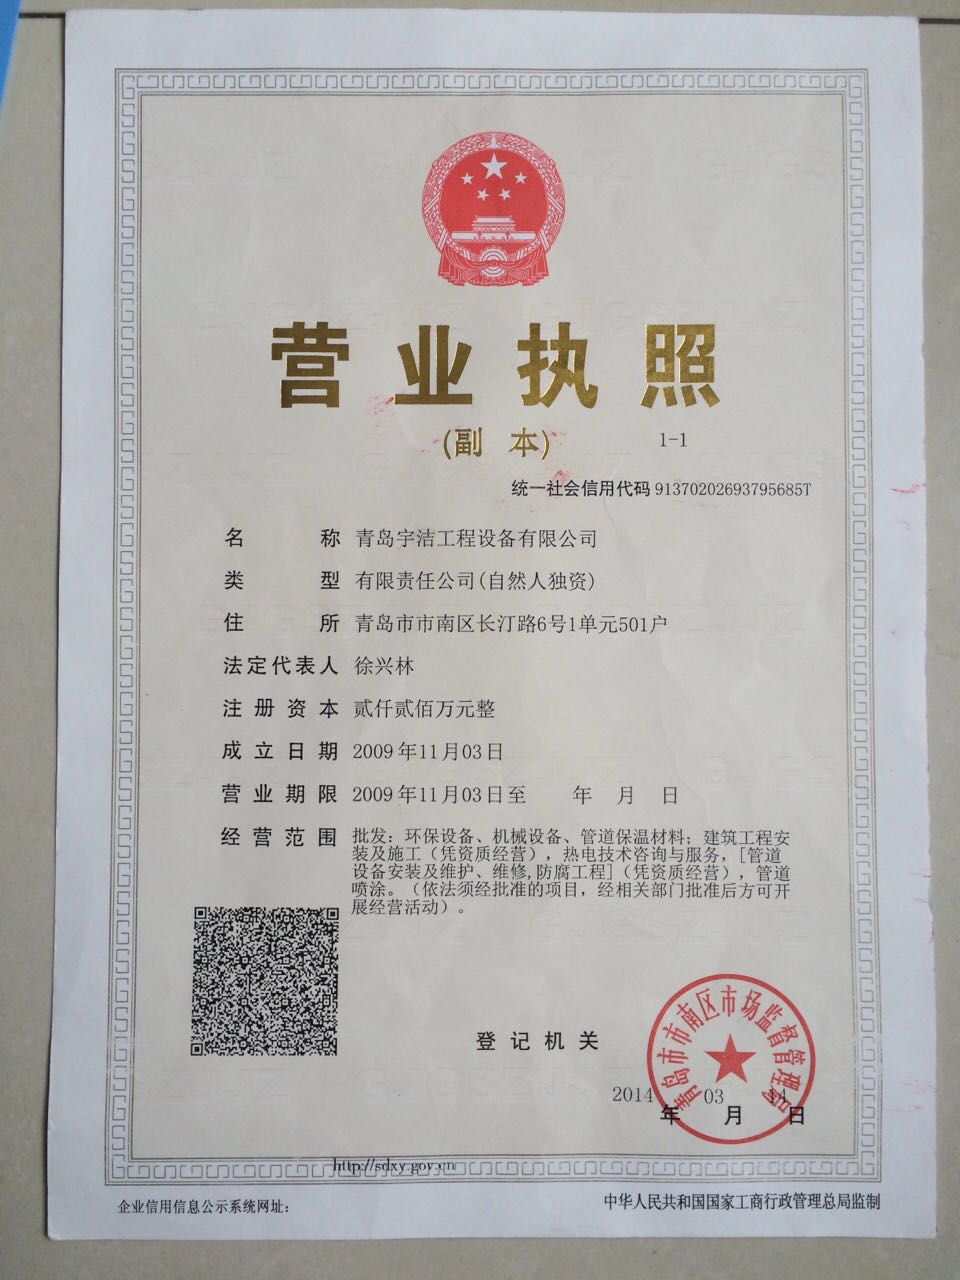 营业执照
(副 本) 1-1
统一社会信用代码 91370202693795685T
名 称 青岛宇洁工程设备有限公司
类 型 有限责任公司(自然人独资)
住 所 青岛市市南区长汀路6号1单元501户
法定代表人 徐兴林
注册资本 贰仟贰佰万元整
成立日期 2009年11月03日
营业期限 2009年11月03日至 年 月 日
经营范围 批发：环保设备、机械设备、管道保温材料；建筑工程安
装及施工（凭资质经营），热电技术咨询与服务，[管道
设备安装及维护、维修,防腐工程]（凭资质经营），管道
喷涂。（依法须经批准的项目，经相关部门批准后方可开
展经营活动）。
登记机关
青岛市市南区市场监督管理局
2014年03月14日
http://sdxy.gov.cn
企业信用信息公示系统网址：
中华人民共和国国家工商行政管理总局监制